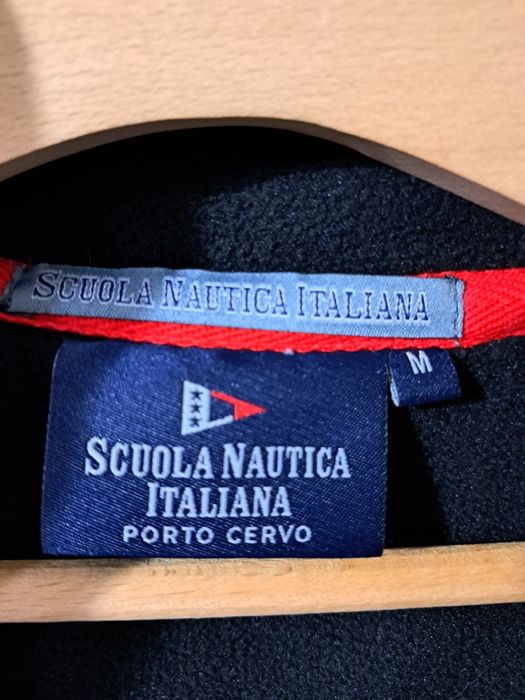 SCUOLA NAUTICA ITALIANA
M
SCUOLA NAUTICA
ITALIANA
PORTO CERVO